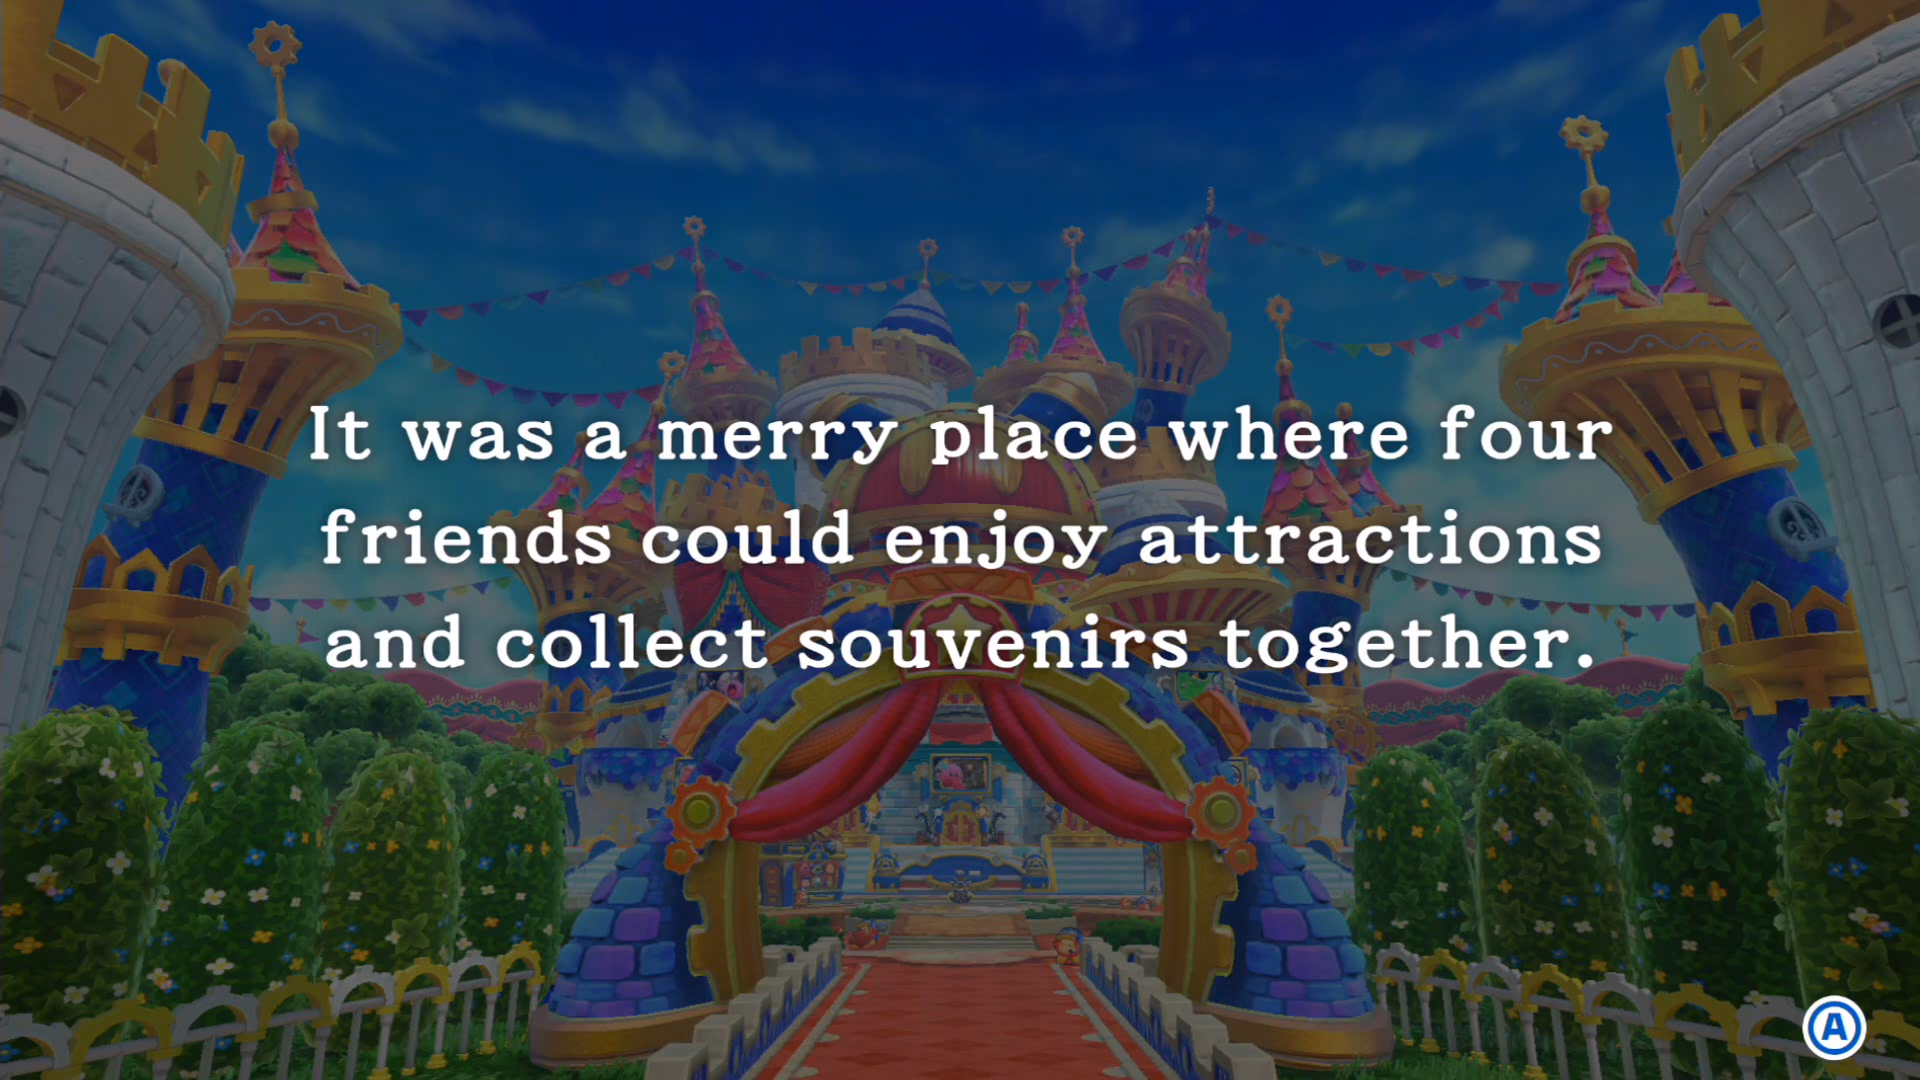 It was a merry place where four
friends could enjoy attractions
and collect souvenirs together.
A